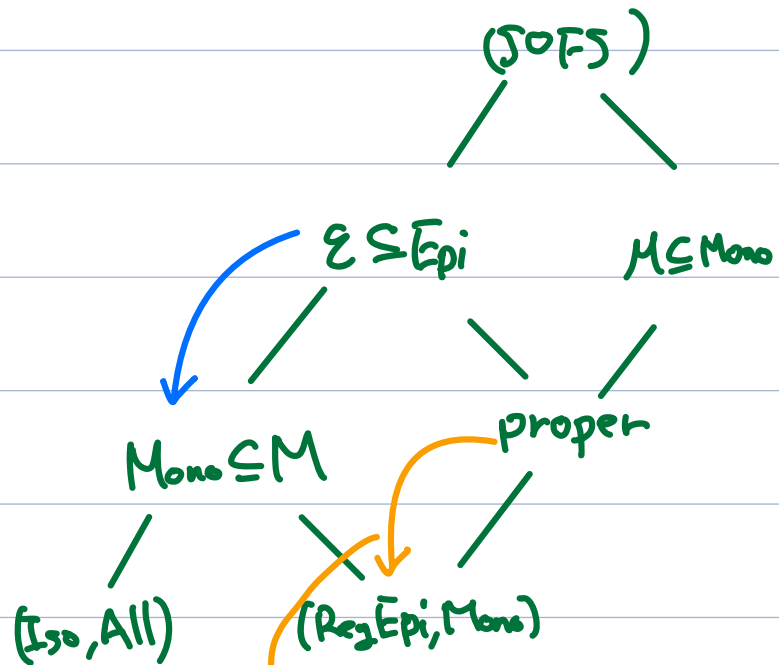 (SOFS)
ℰ ⊆ Epi
ℳ ⊆ Mono
proper
Mono ⊆ M
(Iso, All)
(RegEpi, Mono)